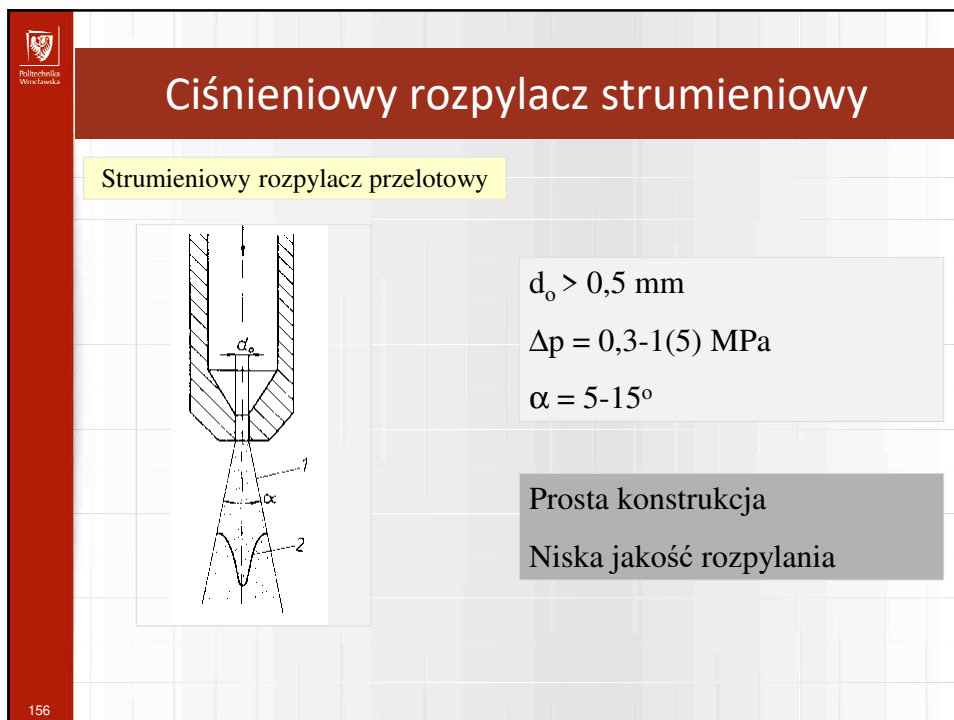 Politechnika
Wrocławska
Ciśnieniowy rozpylacz strumieniowy
Strumieniowy rozpylacz przelotowy
dₒ
1
α
2
dₒ > 0,5 mm
Δp = 0,3-1(5) MPa
α = 5-15º
Prosta konstrukcja
Niska jakość rozpylania
156